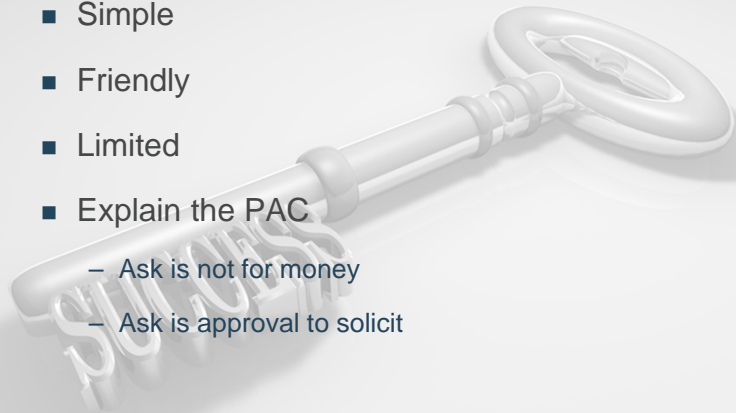 ▪ Simple
▪ Friendly
▪ Limited
▪ Explain the PAC
– Ask is not for money
– Ask is approval to solicit
SUCCESS